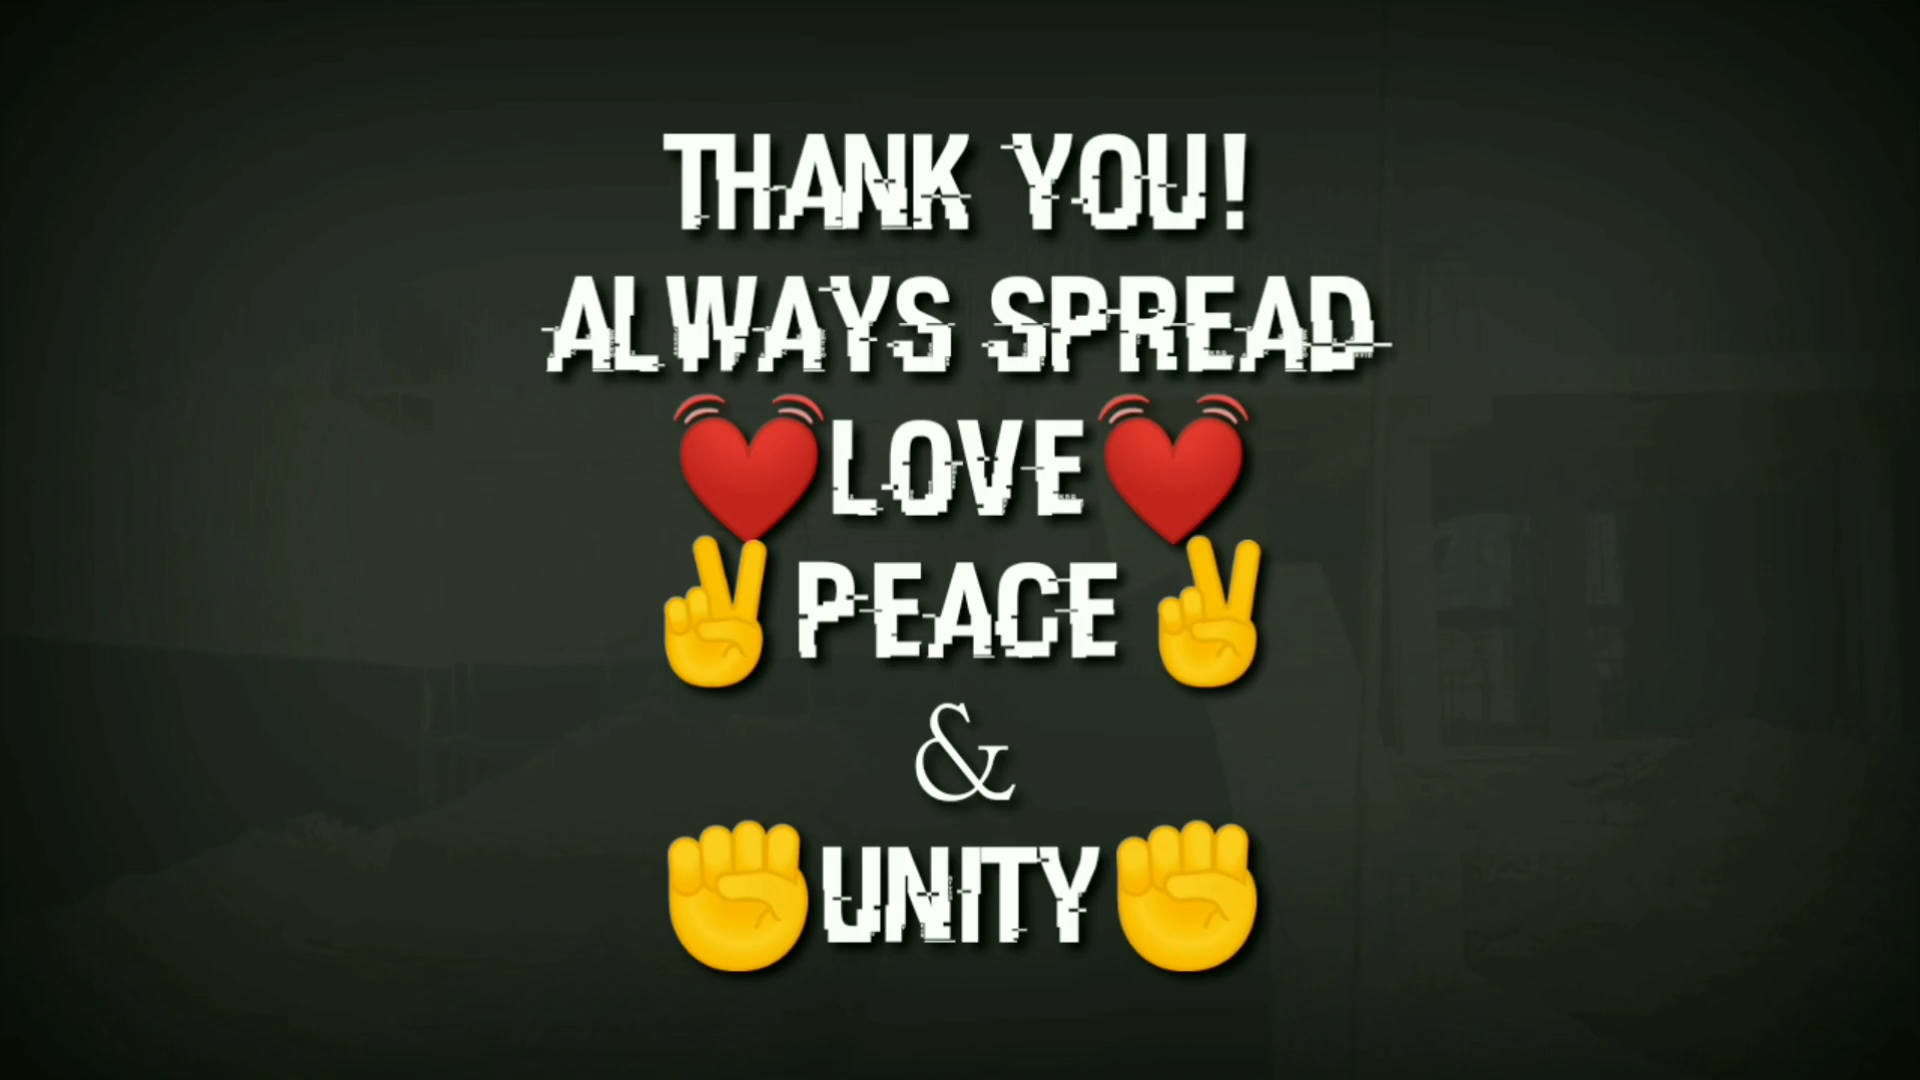 THANK YOU!
ALWAYS SPREAD
💓LOVE💓
✌PEACE✌
&
✊UNITY✊